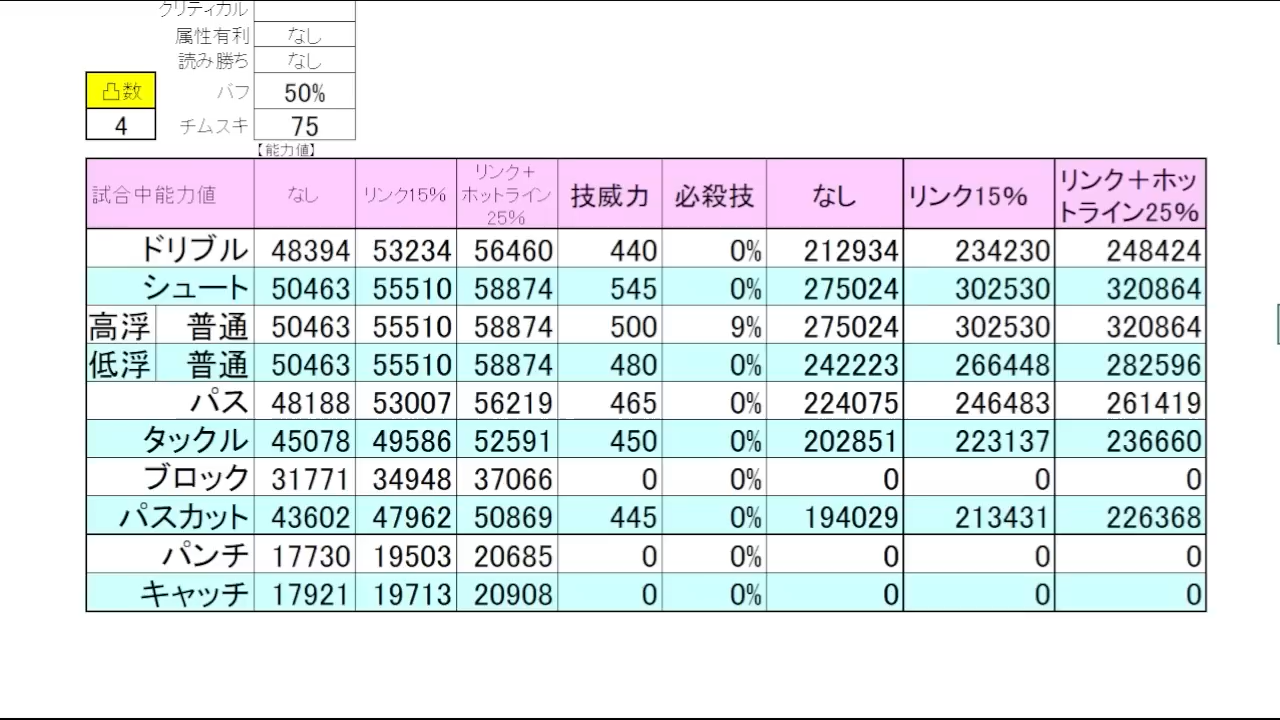 クリティカル
属性有利 なし
読み勝ち なし
凸数 バフ 50%
4 チムスキ 75
【能力値】
試合中能力値 なし リンク15% リンク＋ホットライン25% 技威力 必殺技 なし リンク15% リンク＋ホットライン25%
ドリブル 48394 53234 56460 440 0% 212934 234230 248424
シュート 50463 55510 58874 545 0% 275024 302530 320864
高浮 普通 50463 55510 58874 500 9% 275024 302530 320864
低浮 普通 50463 55510 58874 480 0% 242223 266448 282596
パス 48188 53007 56219 465 0% 224075 246483 261419
タックル 45078 49586 52591 450 0% 202851 223137 236660
ブロック 31771 34948 37066 0 0% 0 0 0
パスカット 43602 47962 50869 445 0% 194029 213431 226368
パンチ 17730 19503 20685 0 0% 0 0 0
キャッチ 17921 19713 20908 0 0% 0 0 0